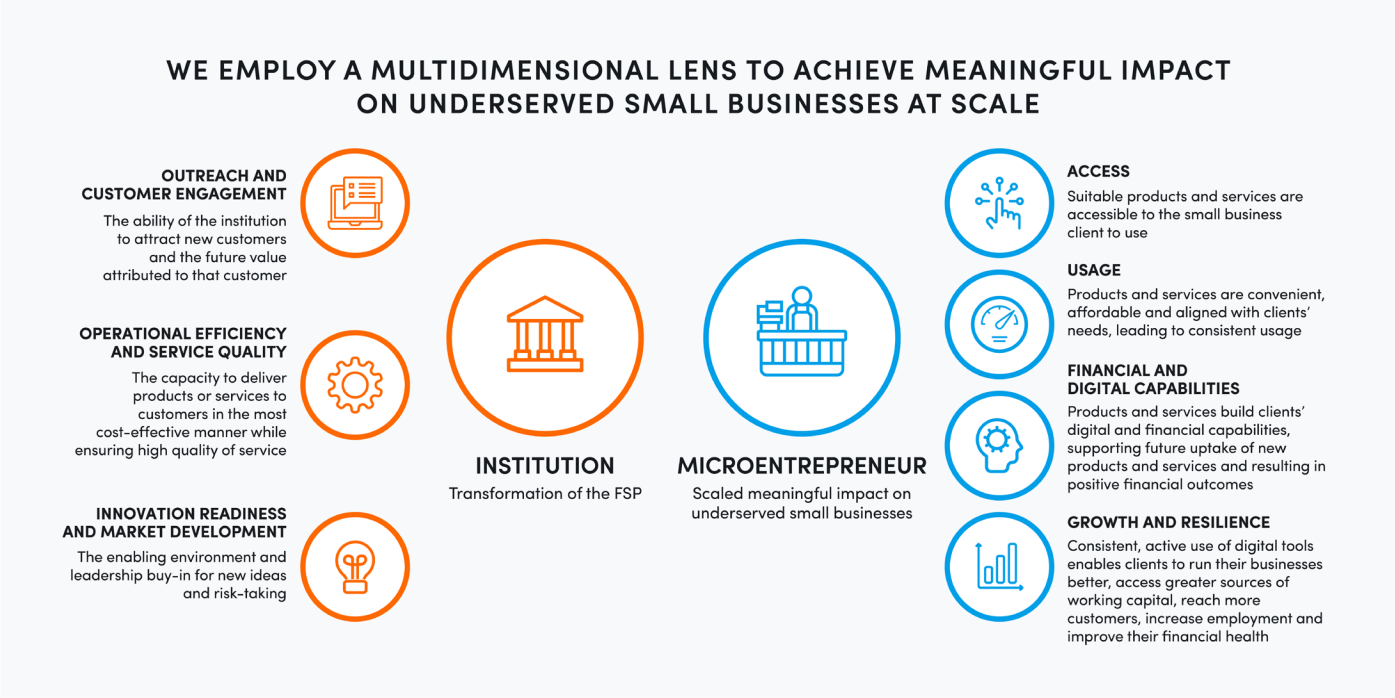 WE EMPLOY A MULTIDIMENSIONAL LENS TO ACHIEVE MEANINGFUL IMPACT
ON UNDERSERVED SMALL BUSINESSES AT SCALE
OUTREACH AND
CUSTOMER ENGAGEMENT
The ability of the institution
to attract new customers
and the future value
attributed to that customer
OPERATIONAL EFFICIENCY
AND SERVICE QUALITY
The capacity to deliver
products or services to
customers in the most
cost-effective manner while
ensuring high quality of service
INNOVATION READINESS
AND MARKET DEVELOPMENT
The enabling environment and
leadership buy-in for new ideas
and risk-taking
INSTITUTION
Transformation of the FSP
MICROENTREPRENEUR
Scaled meaningful impact on
underserved small businesses
ACCESS
Suitable products and services are
accessible to the small business
client to use
USAGE
Products and services are convenient,
affordable and aligned with clients’
needs, leading to consistent usage
FINANCIAL AND
DIGITAL CAPABILITIES
Products and services build clients’
digital and financial capabilities,
supporting future uptake of new
products and services and resulting in
positive financial outcomes
GROWTH AND RESILIENCE
Consistent, active use of digital tools
enables clients to run their businesses
better, access greater sources of
working capital, reach more
customers, increase employment and
improve their financial health